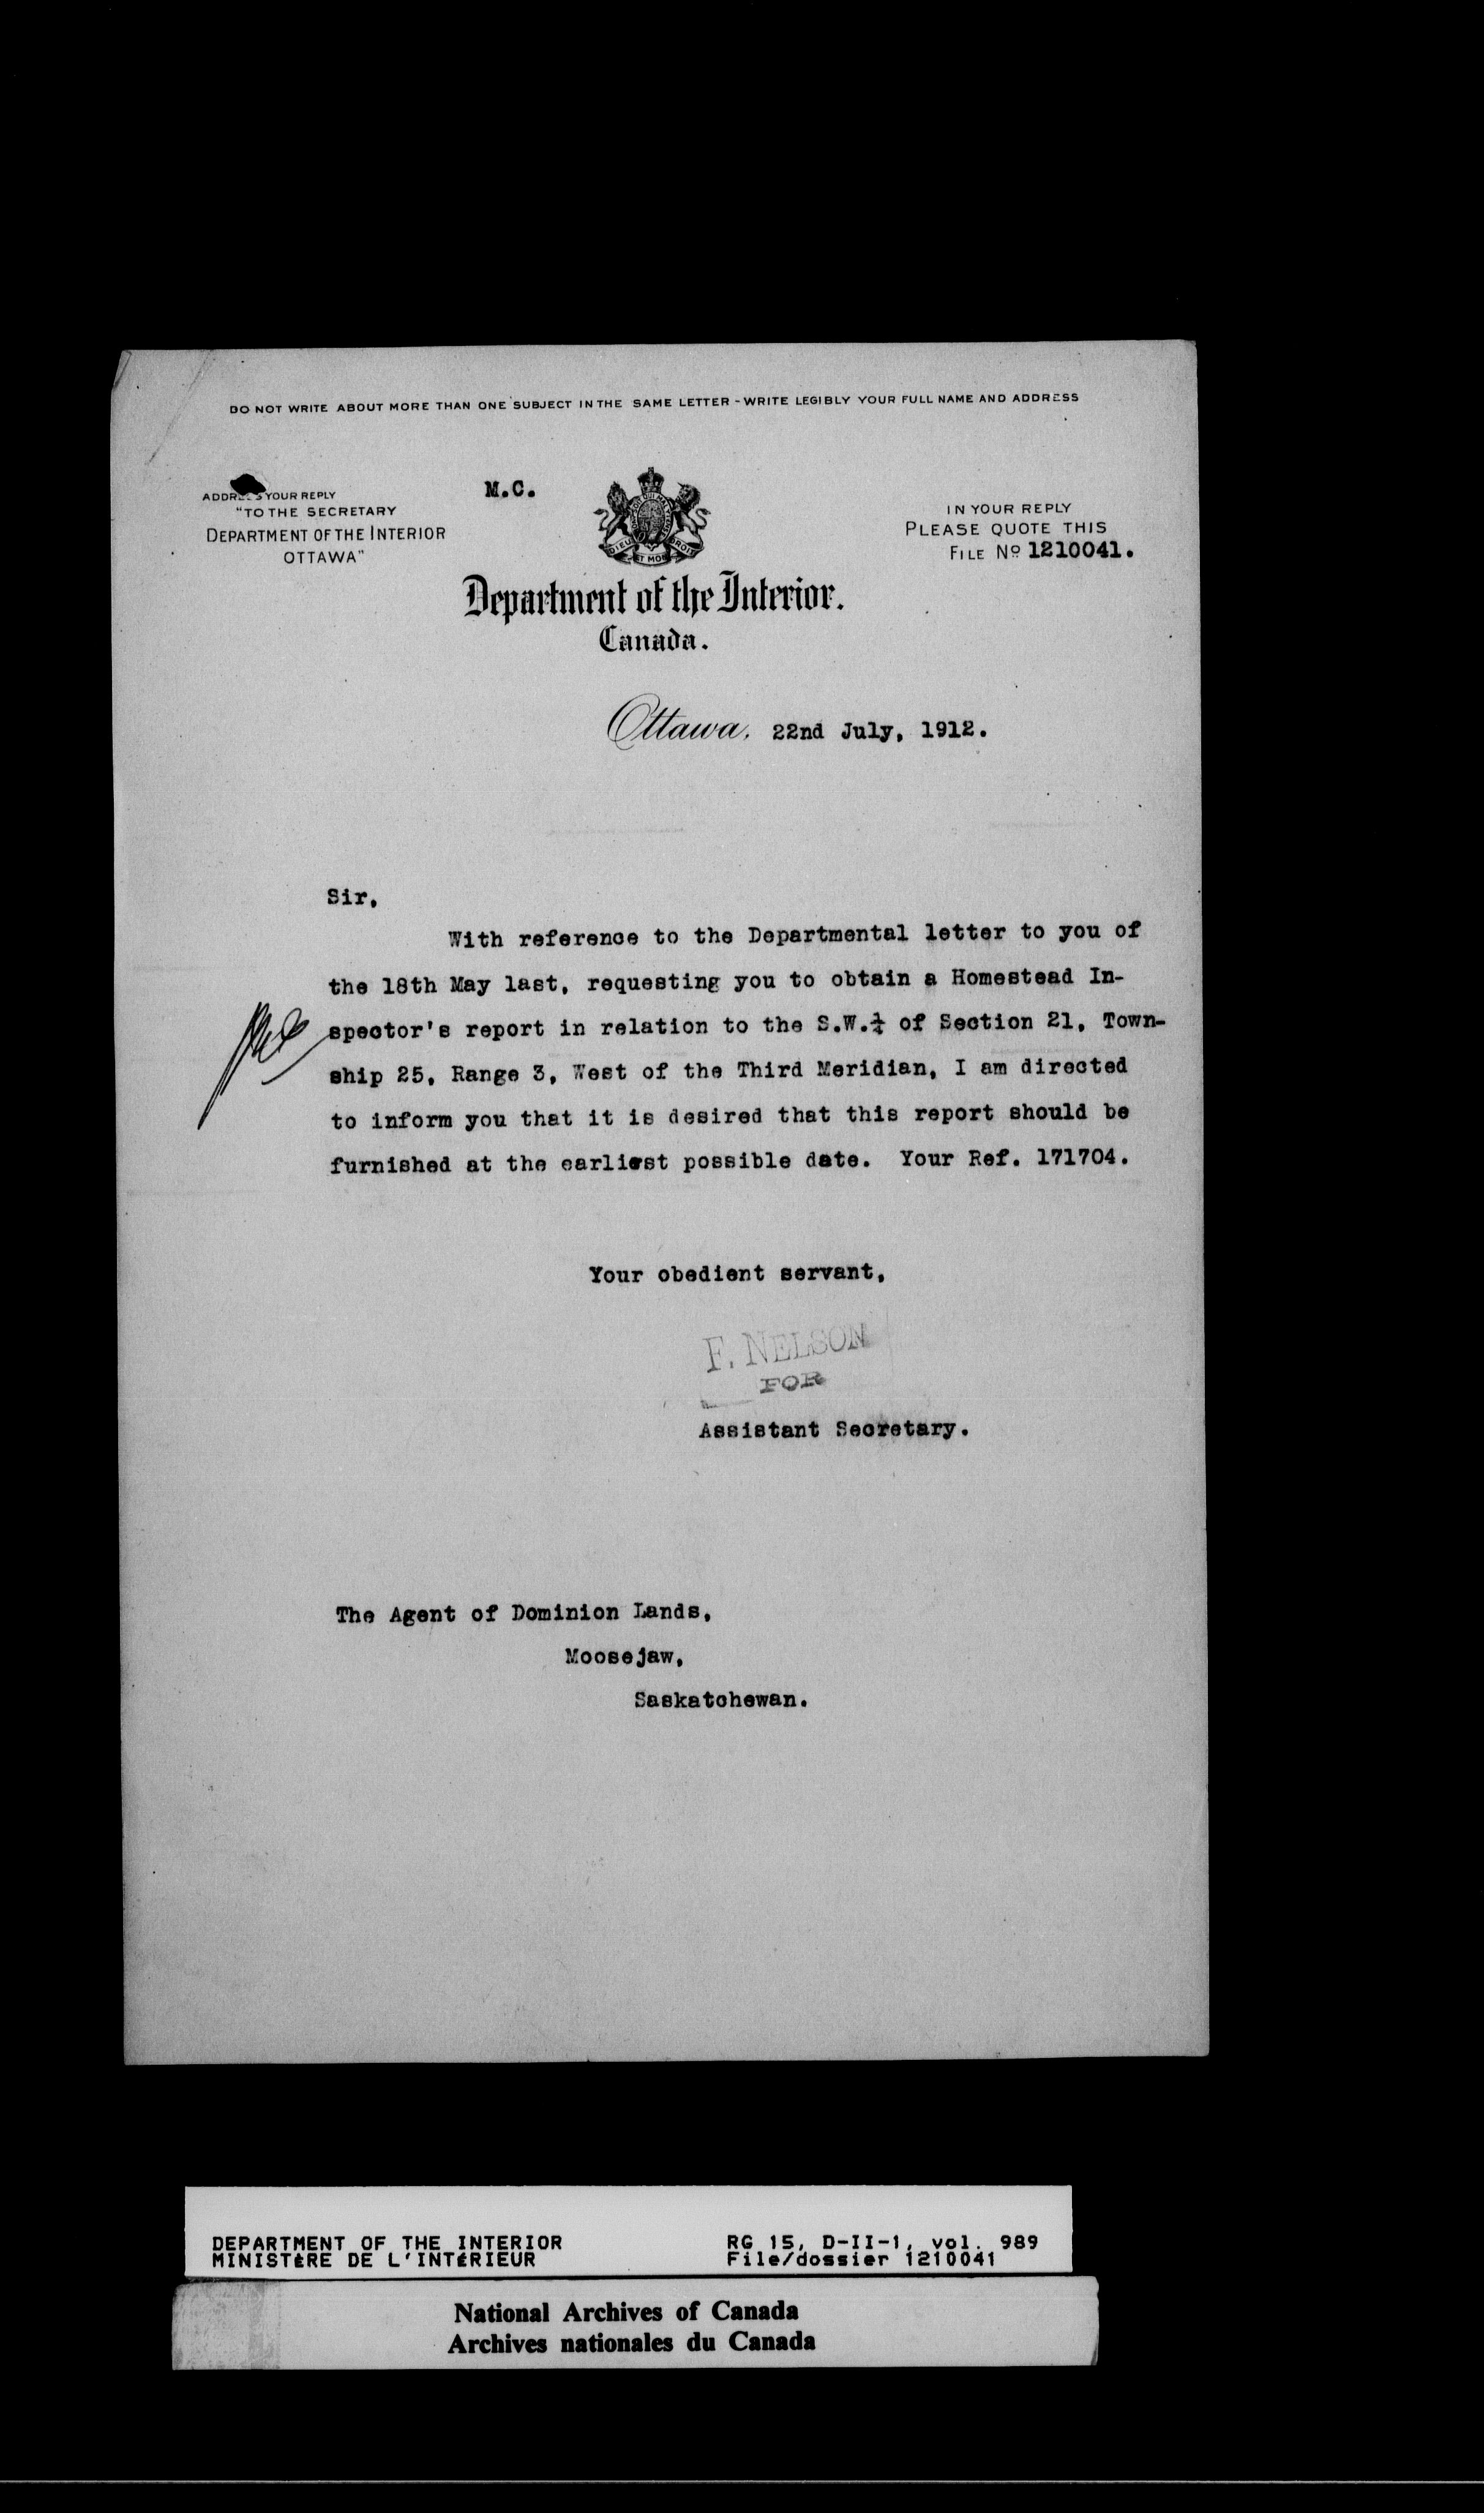 DO NOT WRITE ABOUT MORE THAN ONE SUBJECT IN THE SAME LETTER - WRITE LEGIBLY YOUR FULL NAME AND ADDRESS
ADDRESS YOUR REPLY
"TO THE SECRETARY
DEPARTMENT OF THE INTERIOR
OTTAWA"
M.C.
IN YOUR REPLY
PLEASE QUOTE THIS
FILE No 1210041.
Department of the Interior.
Canada.
Ottawa, 22nd July, 1912.
Sir,
With reference to the Departmental letter to you of
the 18th May last, requesting you to obtain a Homestead In-
spector's report in relation to the S.W.¼ of Section 21, Town-
ship 25, Range 3, West of the Third Meridian, I am directed
to inform you that it is desired that this report should be
furnished at the earliest possible date. Your Ref. 171704.
Your obedient servant,
F. NELSON
FOR
Assistant Secretary.
The Agent of Dominion Lands,
Moosejaw,
Saskatchewan.
DEPARTMENT OF THE INTERIOR
MINISTÈRE DE L'INTÉRIEUR
RG 15, D-II-1, vol. 989
File/dossier 1210041
National Archives of Canada
Archives nationales du Canada